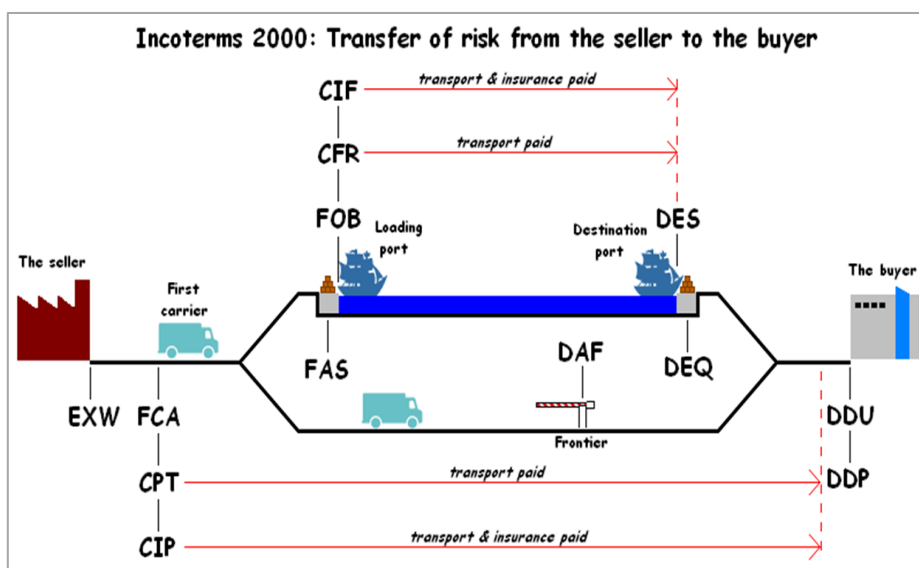 Incoterms 2000: Transfer of risk from the seller to the buyer
CIF
transport & insurance paid
CFR
transport paid
FOB
Loading
port
Destination
port
DES
The seller
First
carrier
The buyer
FAS
DAF
DEQ
EXW
FCA
Frontier
DDU
CPT
transport paid
DDP
CIP
transport & insurance paid